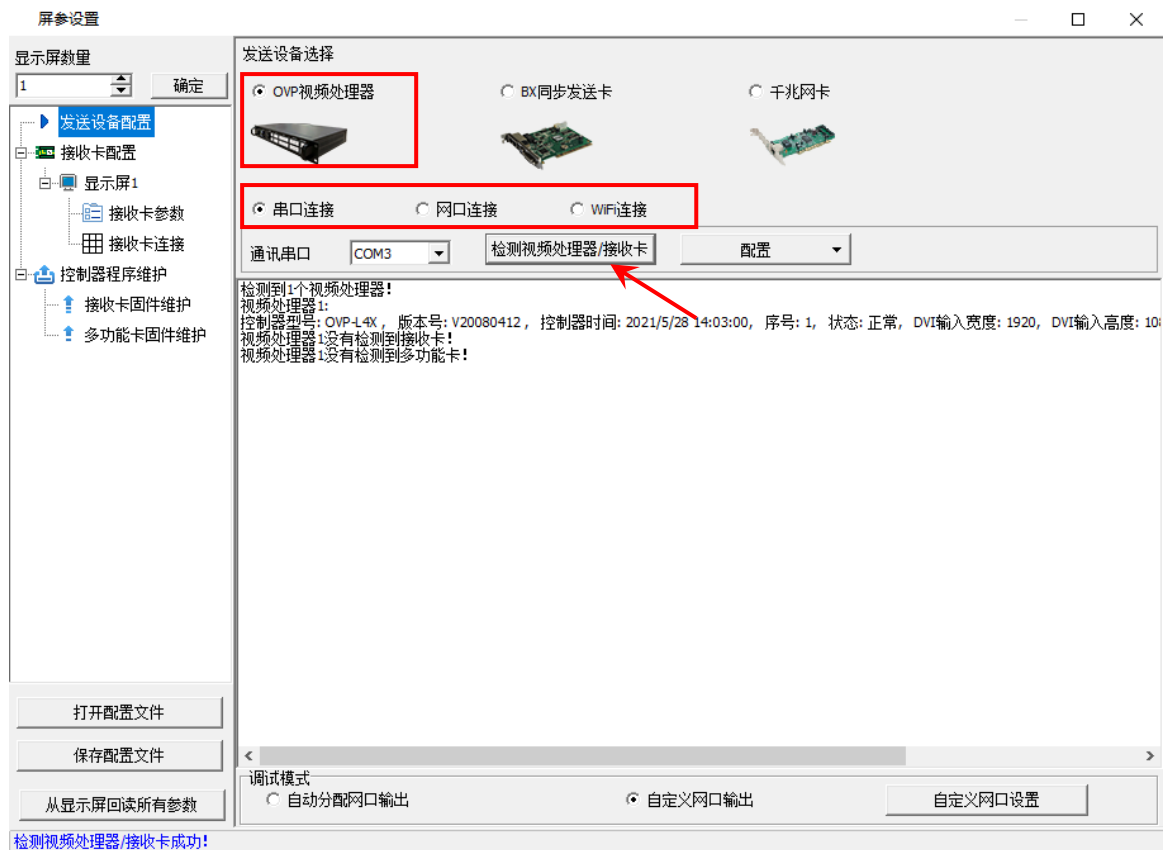 屏参设置
显示屏数量
1
确定
发送设备配置
接收卡配置
显示屏1
接收卡参数
接收卡连接
控制器程序维护
接收卡固件维护
多功能卡固件维护
打开配置文件
保存配置文件
从显示屏回读所有参数
发送设备选择
OVP视频处理器 BX同步发送卡 千兆网卡
串口连接 网口连接 WiFi连接
通讯串口 COM3 检测视频处理器/接收卡 配置
检测到1个视频处理器!
视频处理器1:
控制器型号: OVP-L4X , 版本号: V20080412 , 控制器时间: 2021/5/28 14:03:00, 序号: 1, 状态: 正常, DVI输入宽度: 1920, DVI输入高度: 10
视频处理器1没有检测到接收卡!
视频处理器1没有检测到多功能卡!
调试模式
自动分配网口输出 自定义网口输出 自定义网口设置
检测视频处理器/接收卡成功!